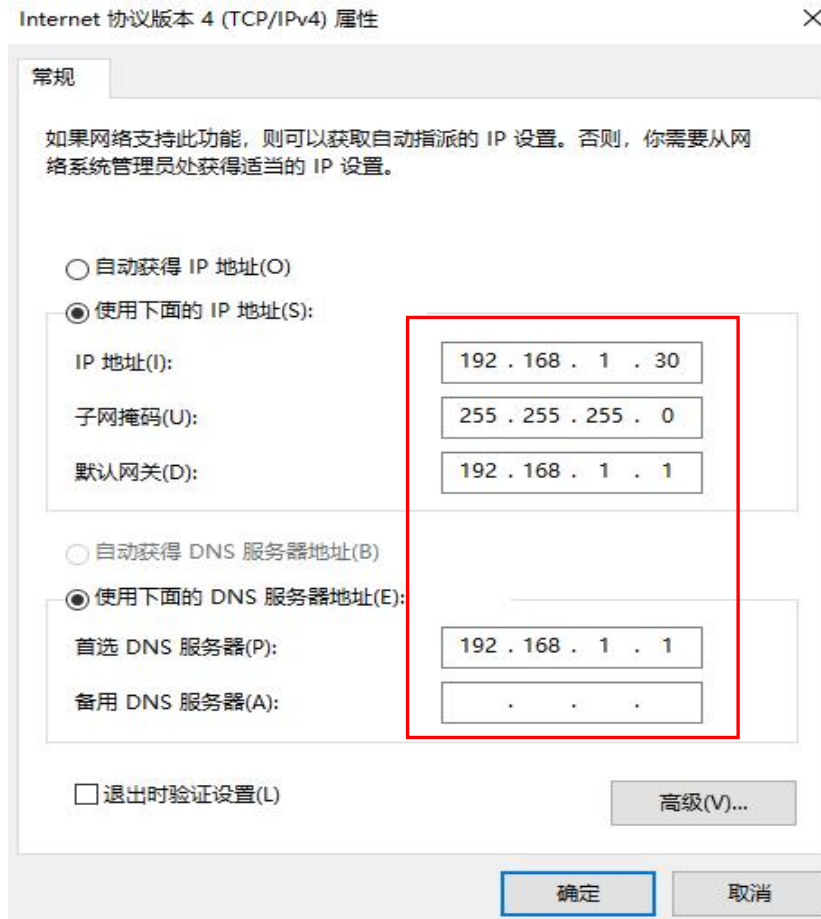 Internet 协议版本 4 (TCP/IPv4) 属性
常规
如果网络支持此功能，则可以获取自动指派的 IP 设置。否则，你需要从网
络系统管理员处获得适当的 IP 设置。
自动获得 IP 地址(O)
使用下面的 IP 地址(S):
IP 地址(I): 192 . 168 . 1 . 30
子网掩码(U): 255 . 255 . 255 . 0
默认网关(D): 192 . 168 . 1 . 1
自动获得 DNS 服务器地址(B)
使用下面的 DNS 服务器地址(E):
首选 DNS 服务器(P): 192 . 168 . 1 . 1
备用 DNS 服务器(A): . . .
退出时验证设置(L)
高级(V)...
确定 取消